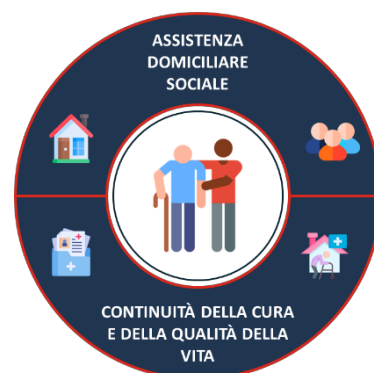 ASSISTENZA
DOMICILIARE
SOCIALE
CONTINUITÀ DELLA CURA
E DELLA QUALITÀ DELLA
VITA